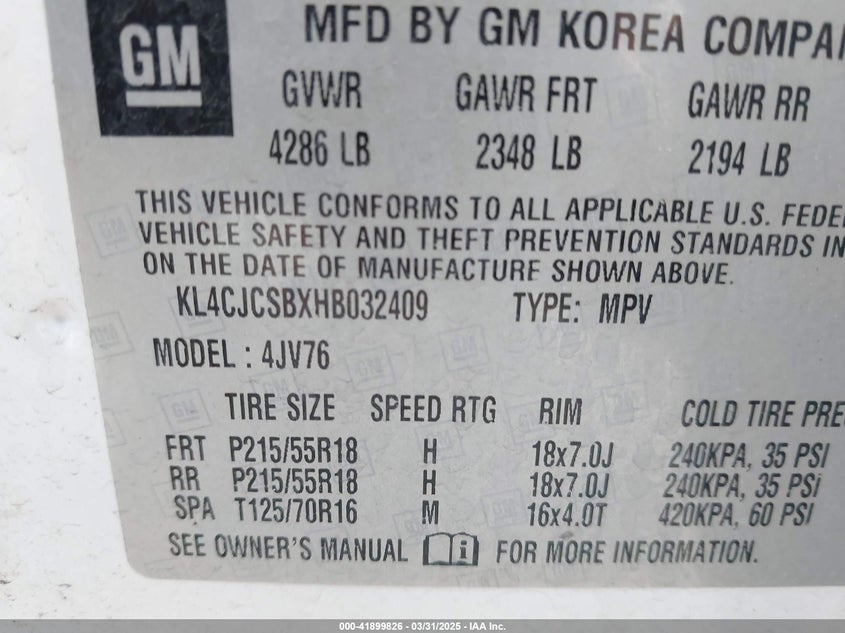 GM
MFD BY GM KOREA COMPA
GVWR GAWR FRT GAWR RR
4286 LB 2348 LB 2194 LB
THIS VEHICLE CONFORMS TO ALL APPLICABLE U.S. FEDE
VEHICLE SAFETY AND THEFT PREVENTION STANDARDS IN
ON THE DATE OF MANUFACTURE SHOWN ABOVE.
KL4CJCSBXHB032409 TYPE: MPV
MODEL : 4JV76
TIRE SIZE SPEED RTG RIM COLD TIRE PRE
FRT P215/55R18 H 18x7.0J 240KPA, 35 PSI
RR P215/55R18 H 18x7.0J 240KPA, 35 PSI
SPA T125/70R16 M 16x4.0T 420KPA, 60 PSI
SEE OWNER'S MANUAL i FOR MORE INFORMATION.
000-41899826 - 03/31/2025 - IAA Inc.